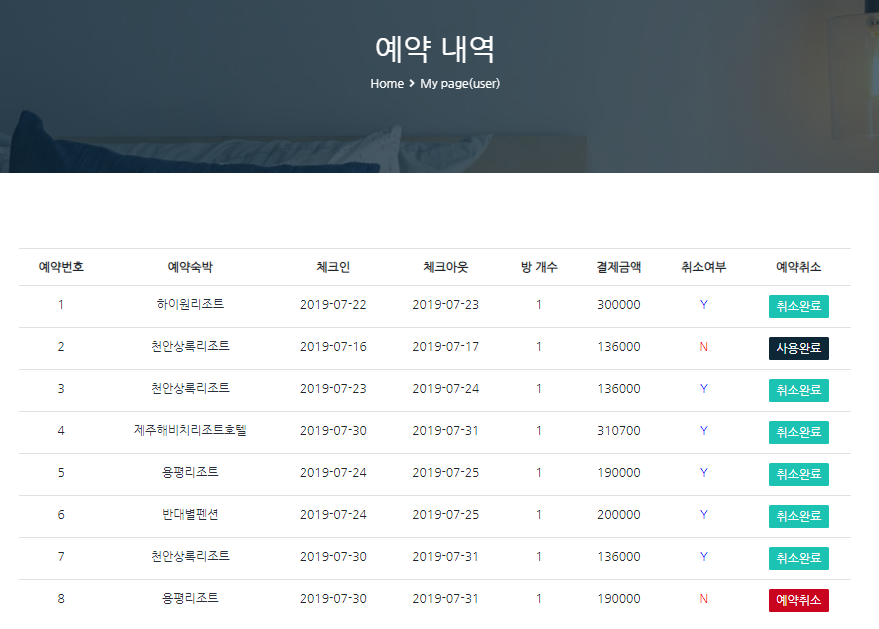 예약 내역
Home > My page(user)
예약번호 예약숙박 체크인 체크아웃 방 개수 결제금액 취소여부 예약취소
1 하이원리조트 2019-07-22 2019-07-23 1 300000 Y 취소완료
2 천안상록리조트 2019-07-16 2019-07-17 1 136000 N 사용완료
3 천안상록리조트 2019-07-23 2019-07-24 1 136000 Y 취소완료
4 제주해비치리조트호텔 2019-07-30 2019-07-31 1 310700 Y 취소완료
5 용평리조트 2019-07-24 2019-07-25 1 190000 Y 취소완료
6 반대별펜션 2019-07-24 2019-07-25 1 200000 Y 취소완료
7 천안상록리조트 2019-07-30 2019-07-31 1 136000 Y 취소완료
8 용평리조트 2019-07-30 2019-07-31 1 190000 N 예약취소